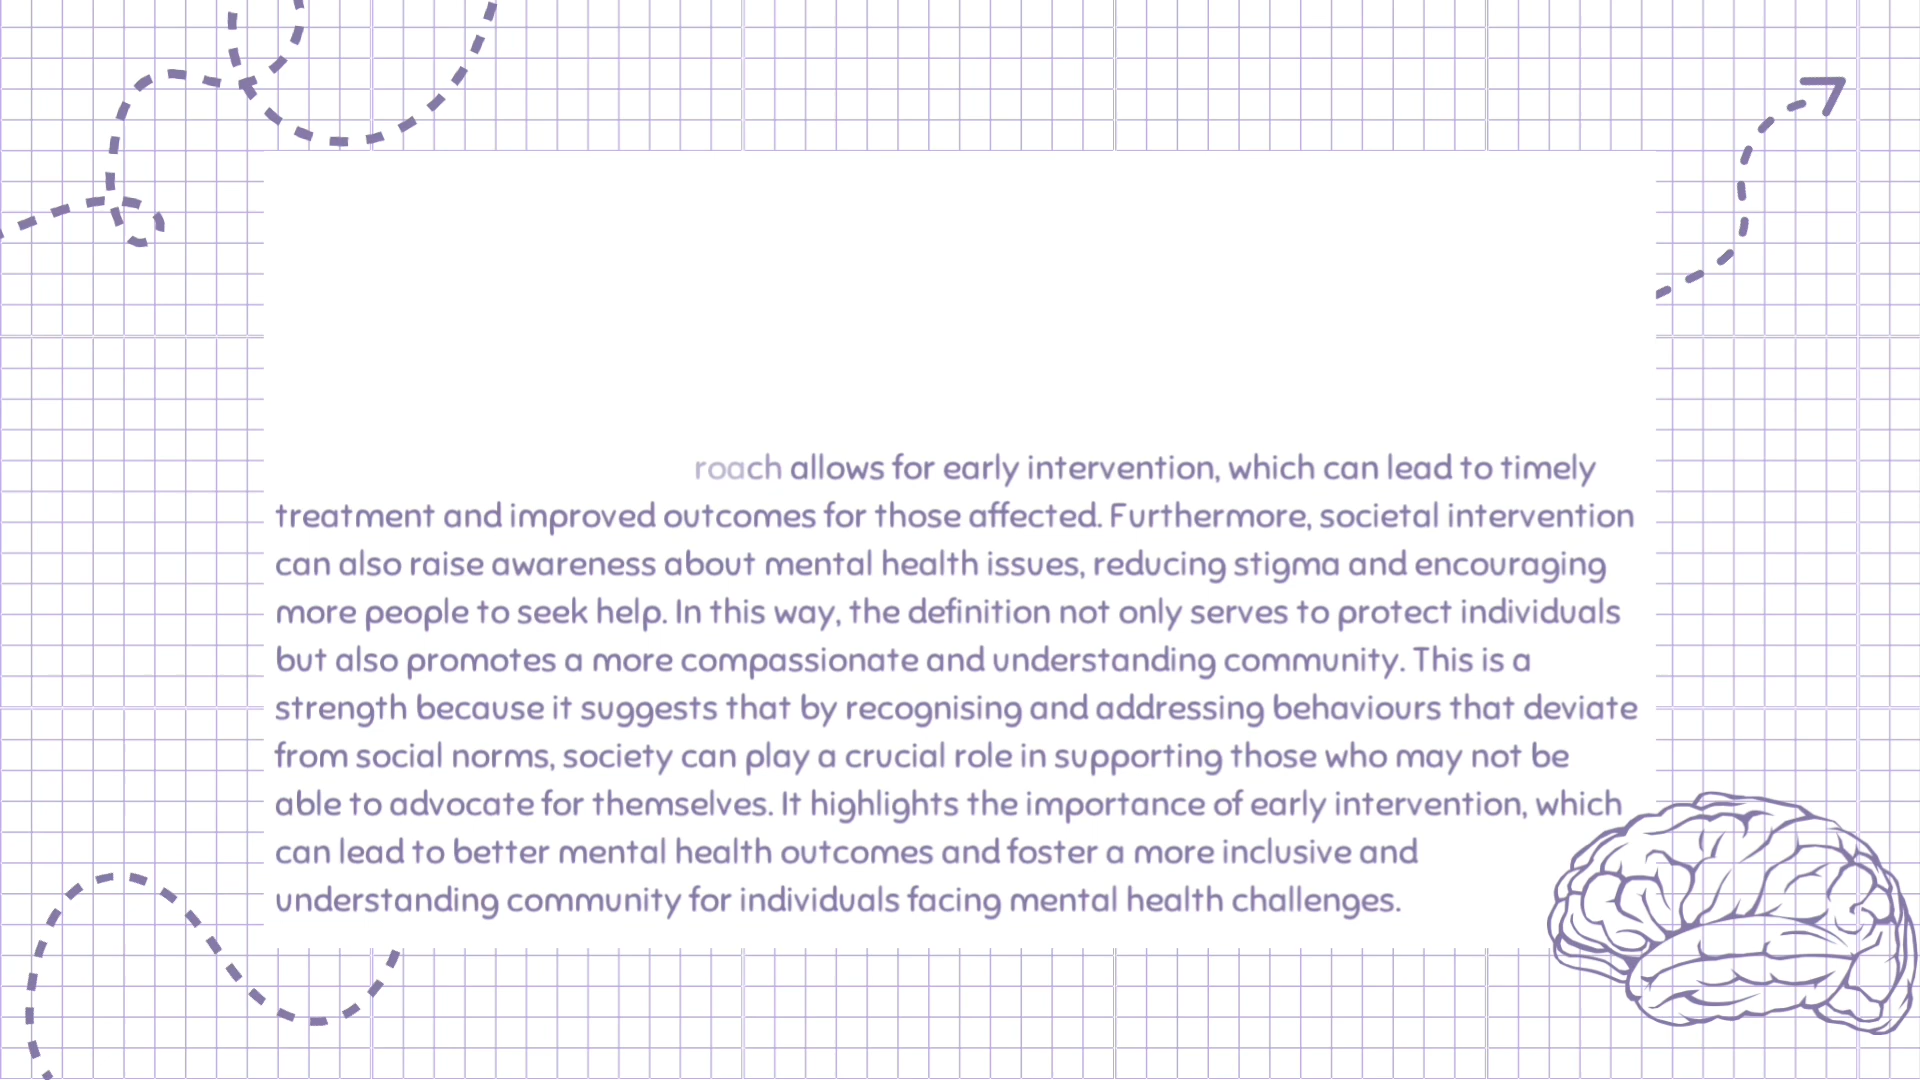 roach allows for early intervention, which can lead to timely
treatment and improved outcomes for those affected. Furthermore, societal intervention
can also raise awareness about mental health issues, reducing stigma and encouraging
more people to seek help. In this way, the definition not only serves to protect individuals
but also promotes a more compassionate and understanding community. This is a
strength because it suggests that by recognising and addressing behaviours that deviate
from social norms, society can play a crucial role in supporting those who may not be
able to advocate for themselves. It highlights the importance of early intervention, which
can lead to better mental health outcomes and foster a more inclusive and
understanding community for individuals facing mental health challenges.